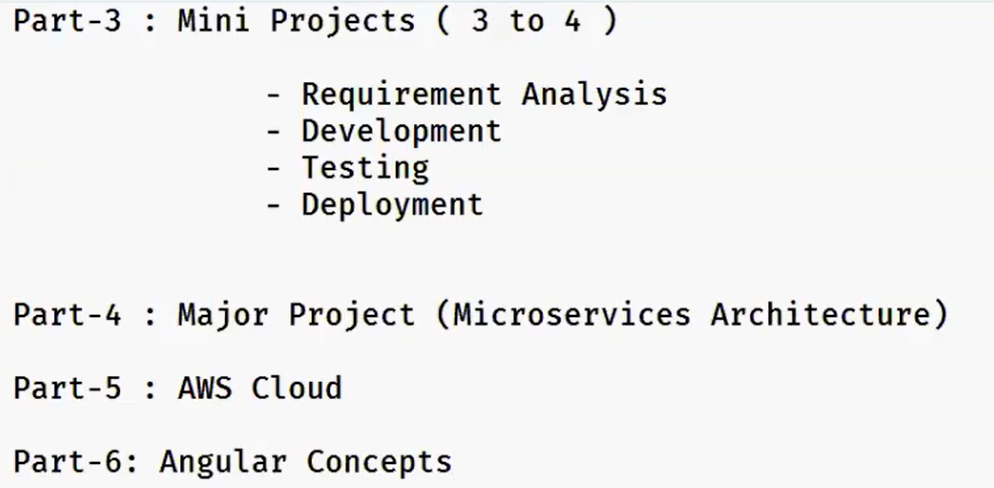 Part-3 : Mini Projects ( 3 to 4 )
- Requirement Analysis
- Development
- Testing
- Deployment
Part-4 : Major Project (Microservices Architecture)
Part-5 : AWS Cloud
Part-6: Angular Concepts